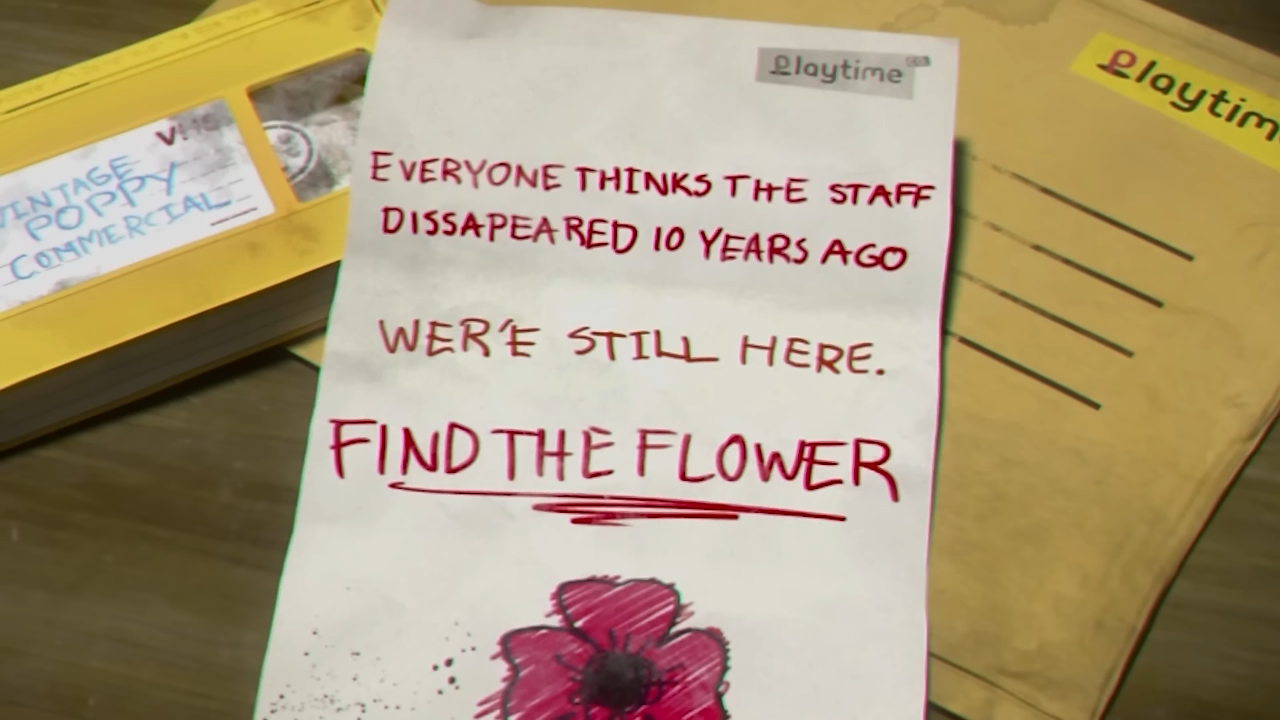 Playtime CO.
EVERYONE THINKS THE STAFF
DISSAPEARED 10 YEARS AGO
WER'E STILL HERE.
FIND THE FLOWER
VHS
VINTAGE
POPPY
COMMERCIAL
Playtim